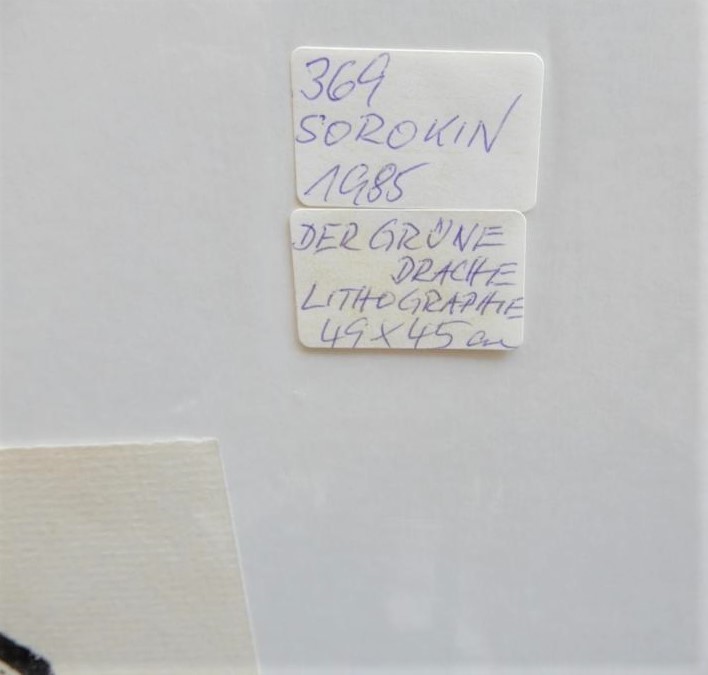 369
SOROKIN
1985
DER GRÜNE
DRACHE
LITHOGRAPHIE
49 X 45 cm